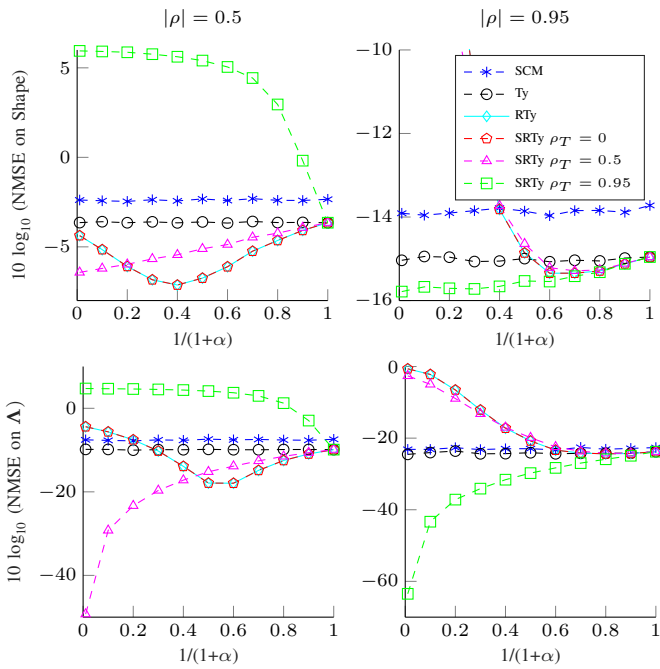 |ρ| = 0.5
|ρ| = 0.95
10 log₁₀ (NMSE on Shape)
5
0
−5
0 0.2 0.4 0.6 0.8 1
1/(1+α)
−10
−12
−14
−16
0 0.2 0.4 0.6 0.8 1
1/(1+α)
SCM
Ty
RTy
SRTy ρ_T = 0
SRTy ρ_T = 0.5
SRTy ρ_T = 0.95
10 log₁₀ (NMSE on Λ)
0
−20
−40
0 0.2 0.4 0.6 0.8 1
1/(1+α)
0
−20
−40
−60
0 0.2 0.4 0.6 0.8 1
1/(1+α)